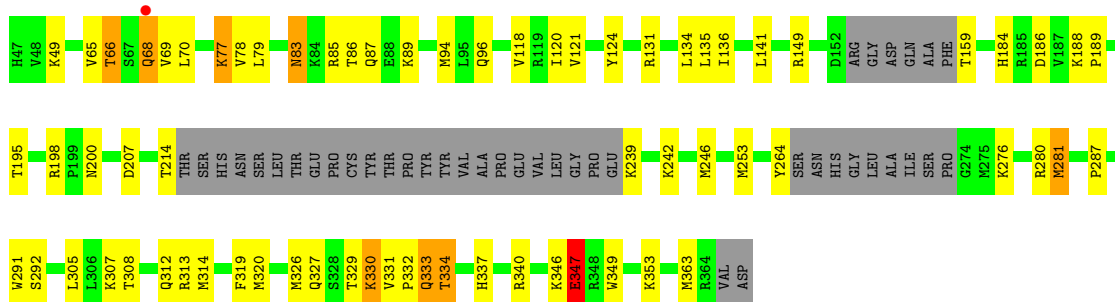 H47 V48 K49 V65 T66 S67 Q68 V69 L70 K77 V78 L79 N83 K84 R85 T86 Q87 E88 K89 M94 L95 Q96 V118 R119 I120 V121 Y124 R131 L134 L135 I136 L141 R149 D152 ARG GLY ASP GLN ALA PHE T159 H184 R185 D186 V187 K188 P189
T195 R198 P199 N200 D207 T214 THR SER HIS ASN SER LEU THR GLU PRO CYS TYR THR PRO TYR TYR VAL ALA PRO GLU VAL LEU GLY PRO GLU K239 K242 M246 M253 Y264 SER ASN HIS GLY LEU ALA ILE SER PRO G274 M275 K276 R280 M281 P287
W291 S292 L305 L306 K307 T308 Q312 R313 M314 F319 M320 M326 Q327 S328 T329 K330 V331 P332 Q333 T334 H337 R340 K346 E347 R348 W349 K353 M363 R364 VAL ASP